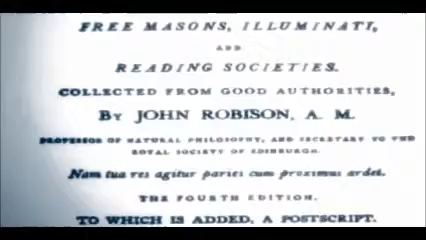 FREE MASONS, ILLUMINATI,
AND
READING SOCIETIES.
COLLECTED FROM GOOD AUTHORITIES,
By JOHN ROBISON, A. M.
PROFESSOR OF NATURAL PHILOSOPHY, AND SECRETARY TO THE
ROYAL SOCIETY OF EDINBURGH.
Nam tua res agitur paries cum proximus ardet.
THE FOURTH EDITION.
TO WHICH IS ADDED, A POSTSCRIPT.